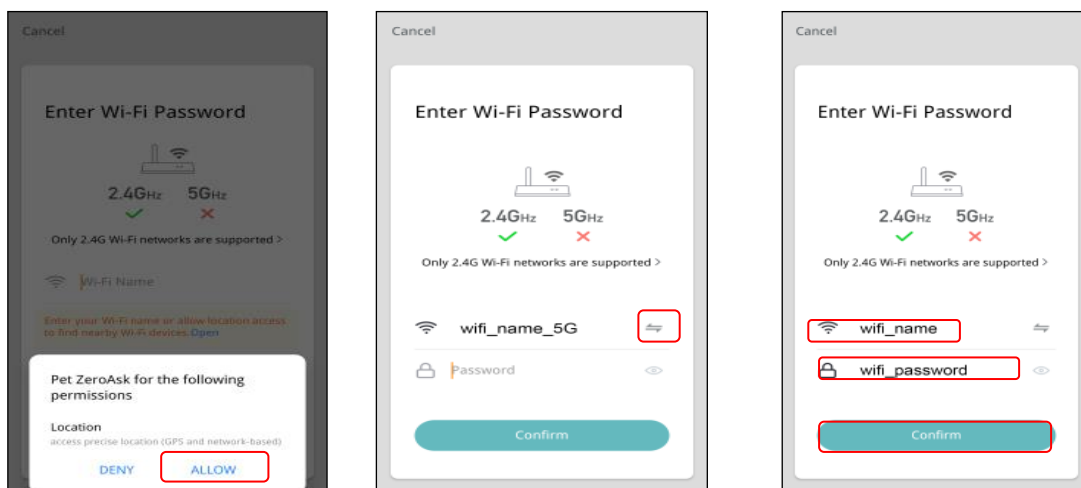 Cancel
Enter Wi-Fi Password
2.4GHz 5GHz
Only 2.4G Wi-Fi networks are supported >
Wi-Fi Name
Enter your Wi-Fi name or allow location access
to find nearby Wi-Fi devices.Open
Pet ZeroAsk for the following
permissions
Location
access precise location (GPS and network-based)
DENY ALLOW
Cancel
Enter Wi-Fi Password
2.4GHz 5GHz
Only 2.4G Wi-Fi networks are supported >
wifi_name_5G
Password
Confirm
Cancel
Enter Wi-Fi Password
2.4GHz 5GHz
Only 2.4G Wi-Fi networks are supported >
wifi_name
wifi_password
Confirm